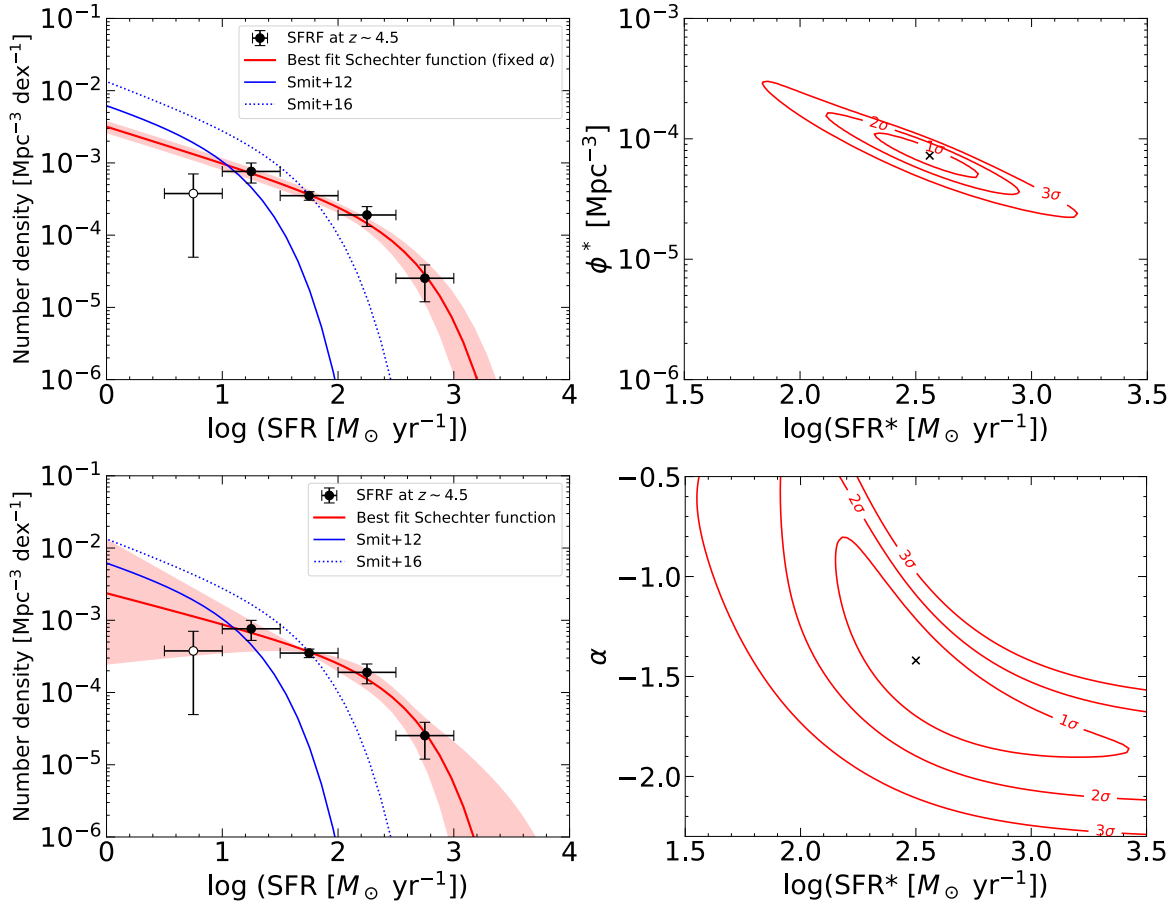 Number density [Mpc⁻³ dex⁻¹]
10⁻¹
10⁻²
10⁻³
10⁻⁴
10⁻⁵
10⁻⁶
SFRF at z ~ 4.5
Best fit Schechter function (fixed α)
Smit+12
Smit+16
0 1 2 3 4
log (SFR [M☉ yr⁻¹])
ϕ* [Mpc⁻³]
10⁻³
10⁻⁴
10⁻⁵
10⁻⁶
2σ
1σ
3σ
1.5 2.0 2.5 3.0 3.5
log(SFR* [M☉ yr⁻¹])
Number density [Mpc⁻³ dex⁻¹]
10⁻¹
10⁻²
10⁻³
10⁻⁴
10⁻⁵
10⁻⁶
SFRF at z ~ 4.5
Best fit Schechter function
Smit+12
Smit+16
0 1 2 3 4
log (SFR [M☉ yr⁻¹])
α
−0.5
−1.0
−1.5
−2.0
2σ
3σ
1σ
2σ
3σ
1.5 2.0 2.5 3.0 3.5
log(SFR* [M☉ yr⁻¹])